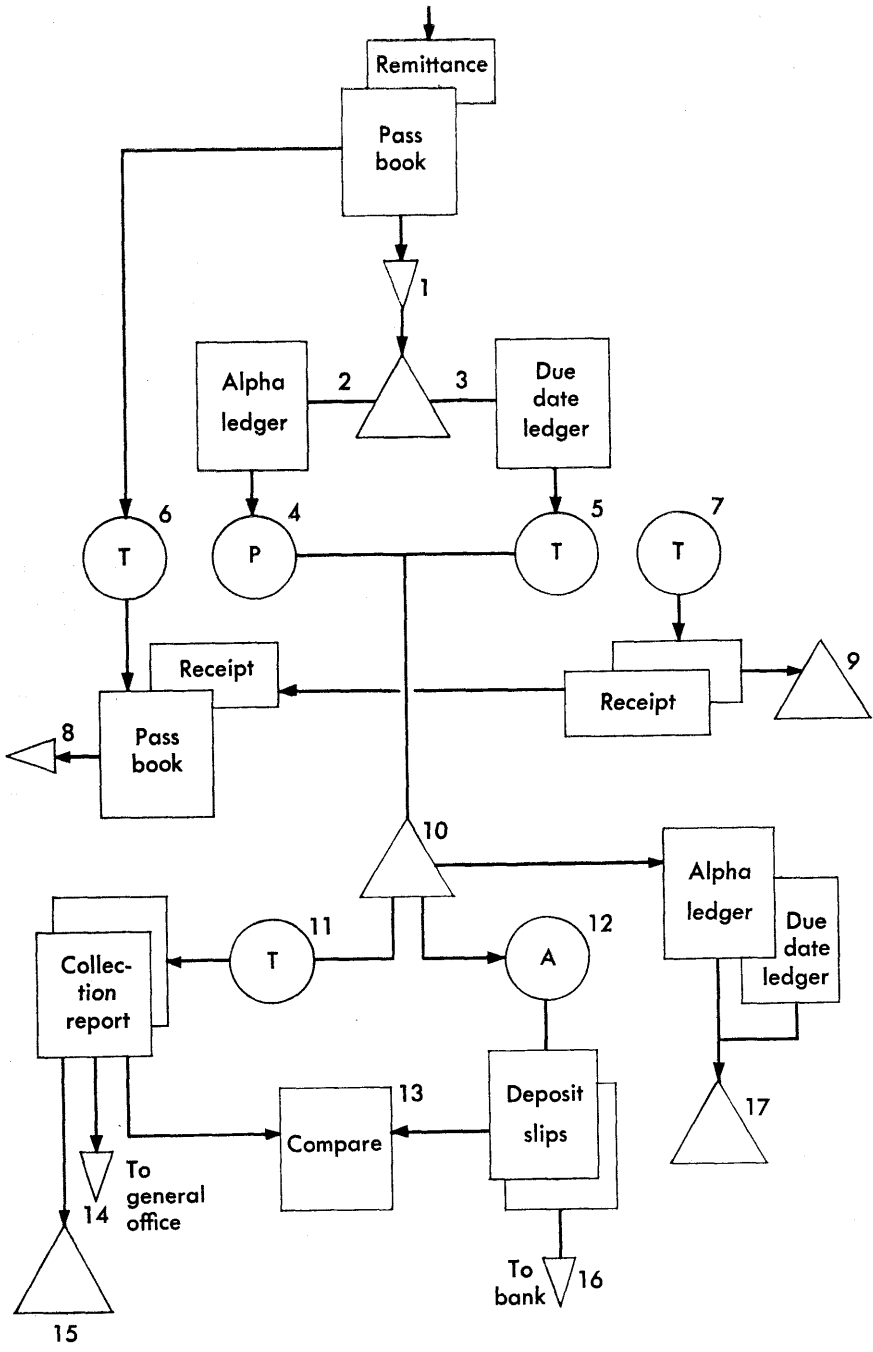 Remittance
Pass
book
1
Alpha
ledger
2
3
Due
date
ledger
6
4
5
7
T
P
T
T
Receipt
9
Receipt
8
Pass
book
10
Alpha
ledger
Due
date
ledger
11
12
T
A
Collec-
tion
report
13
Deposit
slips
Compare
17
To
general
office
14
To
bank
16
15